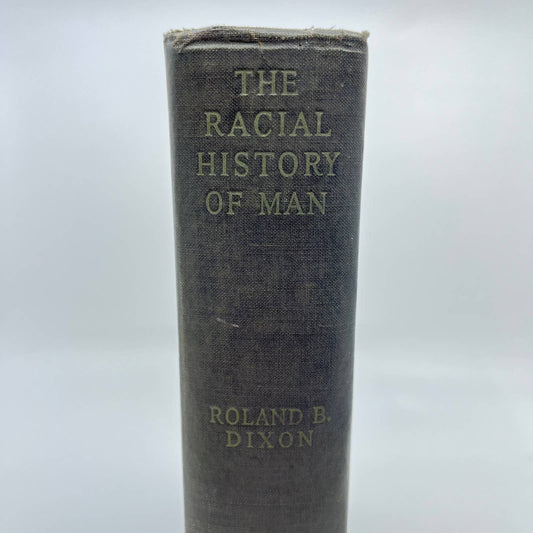 THE
RACIAL
HISTORY
OF MAN
ROLAND B.
DIXON